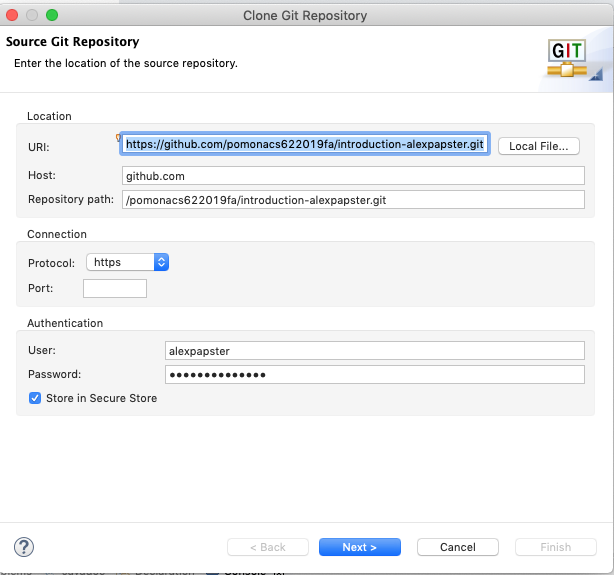 Clone Git Repository
Source Git Repository
Enter the location of the source repository.
GIT
Location
URI: https://github.com/pomonacs622019fa/introduction-alexpapster.git Local File...
Host: github.com
Repository path: /pomonacs622019fa/introduction-alexpapster.git
Connection
Protocol: https
Port:
Authentication
User: alexpapster
Password: ●●●●●●●●●●●●●●
Store in Secure Store
? < Back Next > Cancel Finish